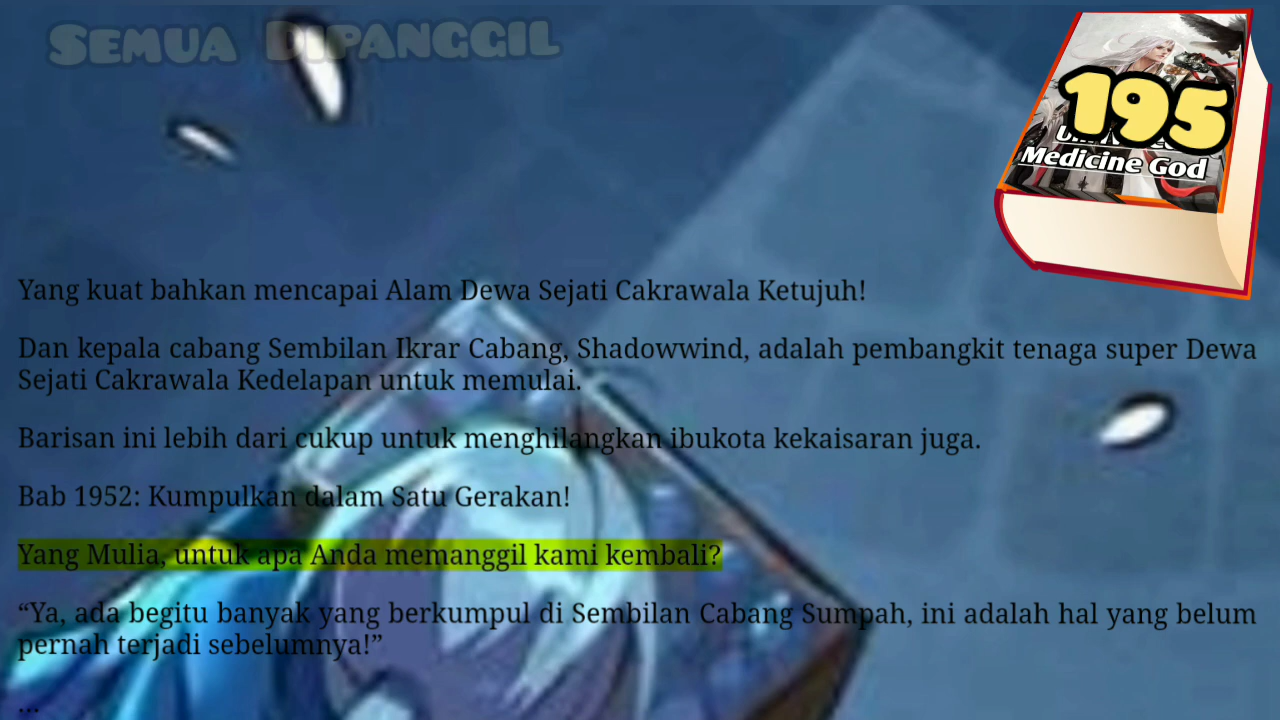 Semua Dipanggil
195
Medicine God
Yang kuat bahkan mencapai Alam Dewa Sejati Cakrawala Ketujuh!
Dan kepala cabang Sembilan Ikrar Cabang, Shadowwind, adalah pembangkit tenaga super Dewa
Sejati Cakrawala Kedelapan untuk memulai.
Barisan ini lebih dari cukup untuk menghilangkan ibukota kekaisaran juga.
Bab 1952: Kumpulkan dalam Satu Gerakan!
Yang Mulia, untuk apa Anda memanggil kami kembali?
“Ya, ada begitu banyak yang berkumpul di Sembilan Cabang Sumpah, ini adalah hal yang belum
pernah terjadi sebelumnya!”
...